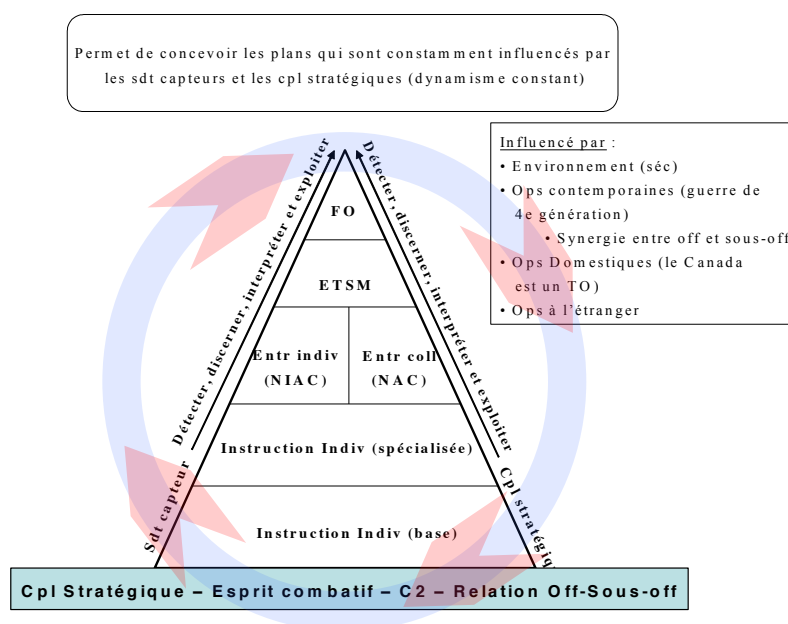 Permet de concevoir les plans qui sont constamment influencés par
les sdt capteurs et les cpl stratégiques (dynamisme constant)
Influencé par :
• Environnement (séc)
• Ops contemporaines (guerre de
4e génération)
• Synergie entre off et sous-off
• Ops Domestiques (le Canada
est un TO)
• Ops à l'étranger
Détecter, discerner, interpréter et exploiter
Détecter, discerner, interpréter et exploiter
FO
ETSM
Entr indiv
(NIAC)
Entr coll
(NAC)
Instruction Indiv (spécialisée)
Sdt capteur
Cpl stratégiq
Instruction Indiv (base)
Cpl Stratégique – Esprit combatif – C2 – Relation Off-Sous-off